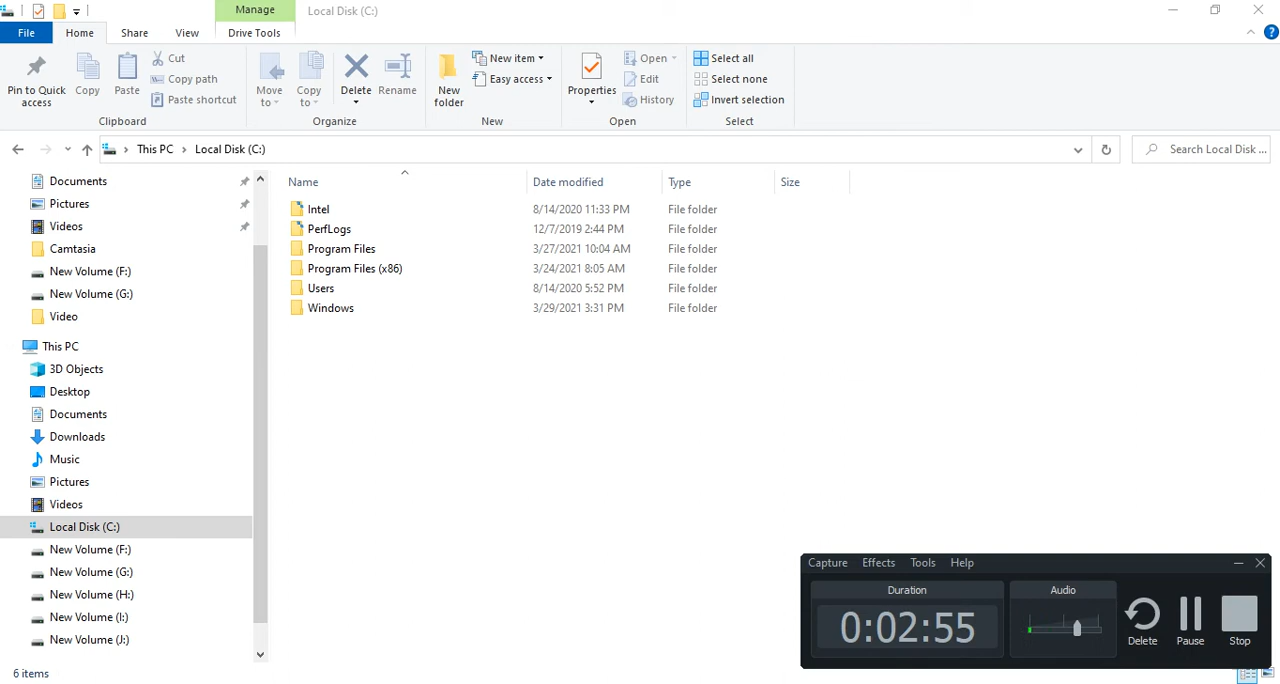 Manage
Local Disk (C:)
File
Home
Share
View
Drive Tools
Pin to Quick access
Copy
Paste
Cut
Copy path
Paste shortcut
Clipboard
Move to
Copy to
Delete
Rename
Organize
New folder
New item
Easy access
New
Properties
Open
Edit
History
Open
Select all
Select none
Invert selection
Select
This PC
Local Disk (C:)
Search Local Disk ...
Documents
Pictures
Videos
Camtasia
New Volume (F:)
New Volume (G:)
Video
This PC
3D Objects
Desktop
Documents
Downloads
Music
Pictures
Videos
Local Disk (C:)
New Volume (F:)
New Volume (G:)
New Volume (H:)
New Volume (I:)
New Volume (J:)
Name Date modified Type Size
Intel 8/14/2020 11:33 PM File folder
PerfLogs 12/7/2019 2:44 PM File folder
Program Files 3/27/2021 10:04 AM File folder
Program Files (x86) 3/24/2021 8:05 AM File folder
Users 8/14/2020 5:52 PM File folder
Windows 3/29/2021 3:31 PM File folder
Capture Effects Tools Help
Duration
0:02:55
Audio
Delete
Pause
Stop
6 items